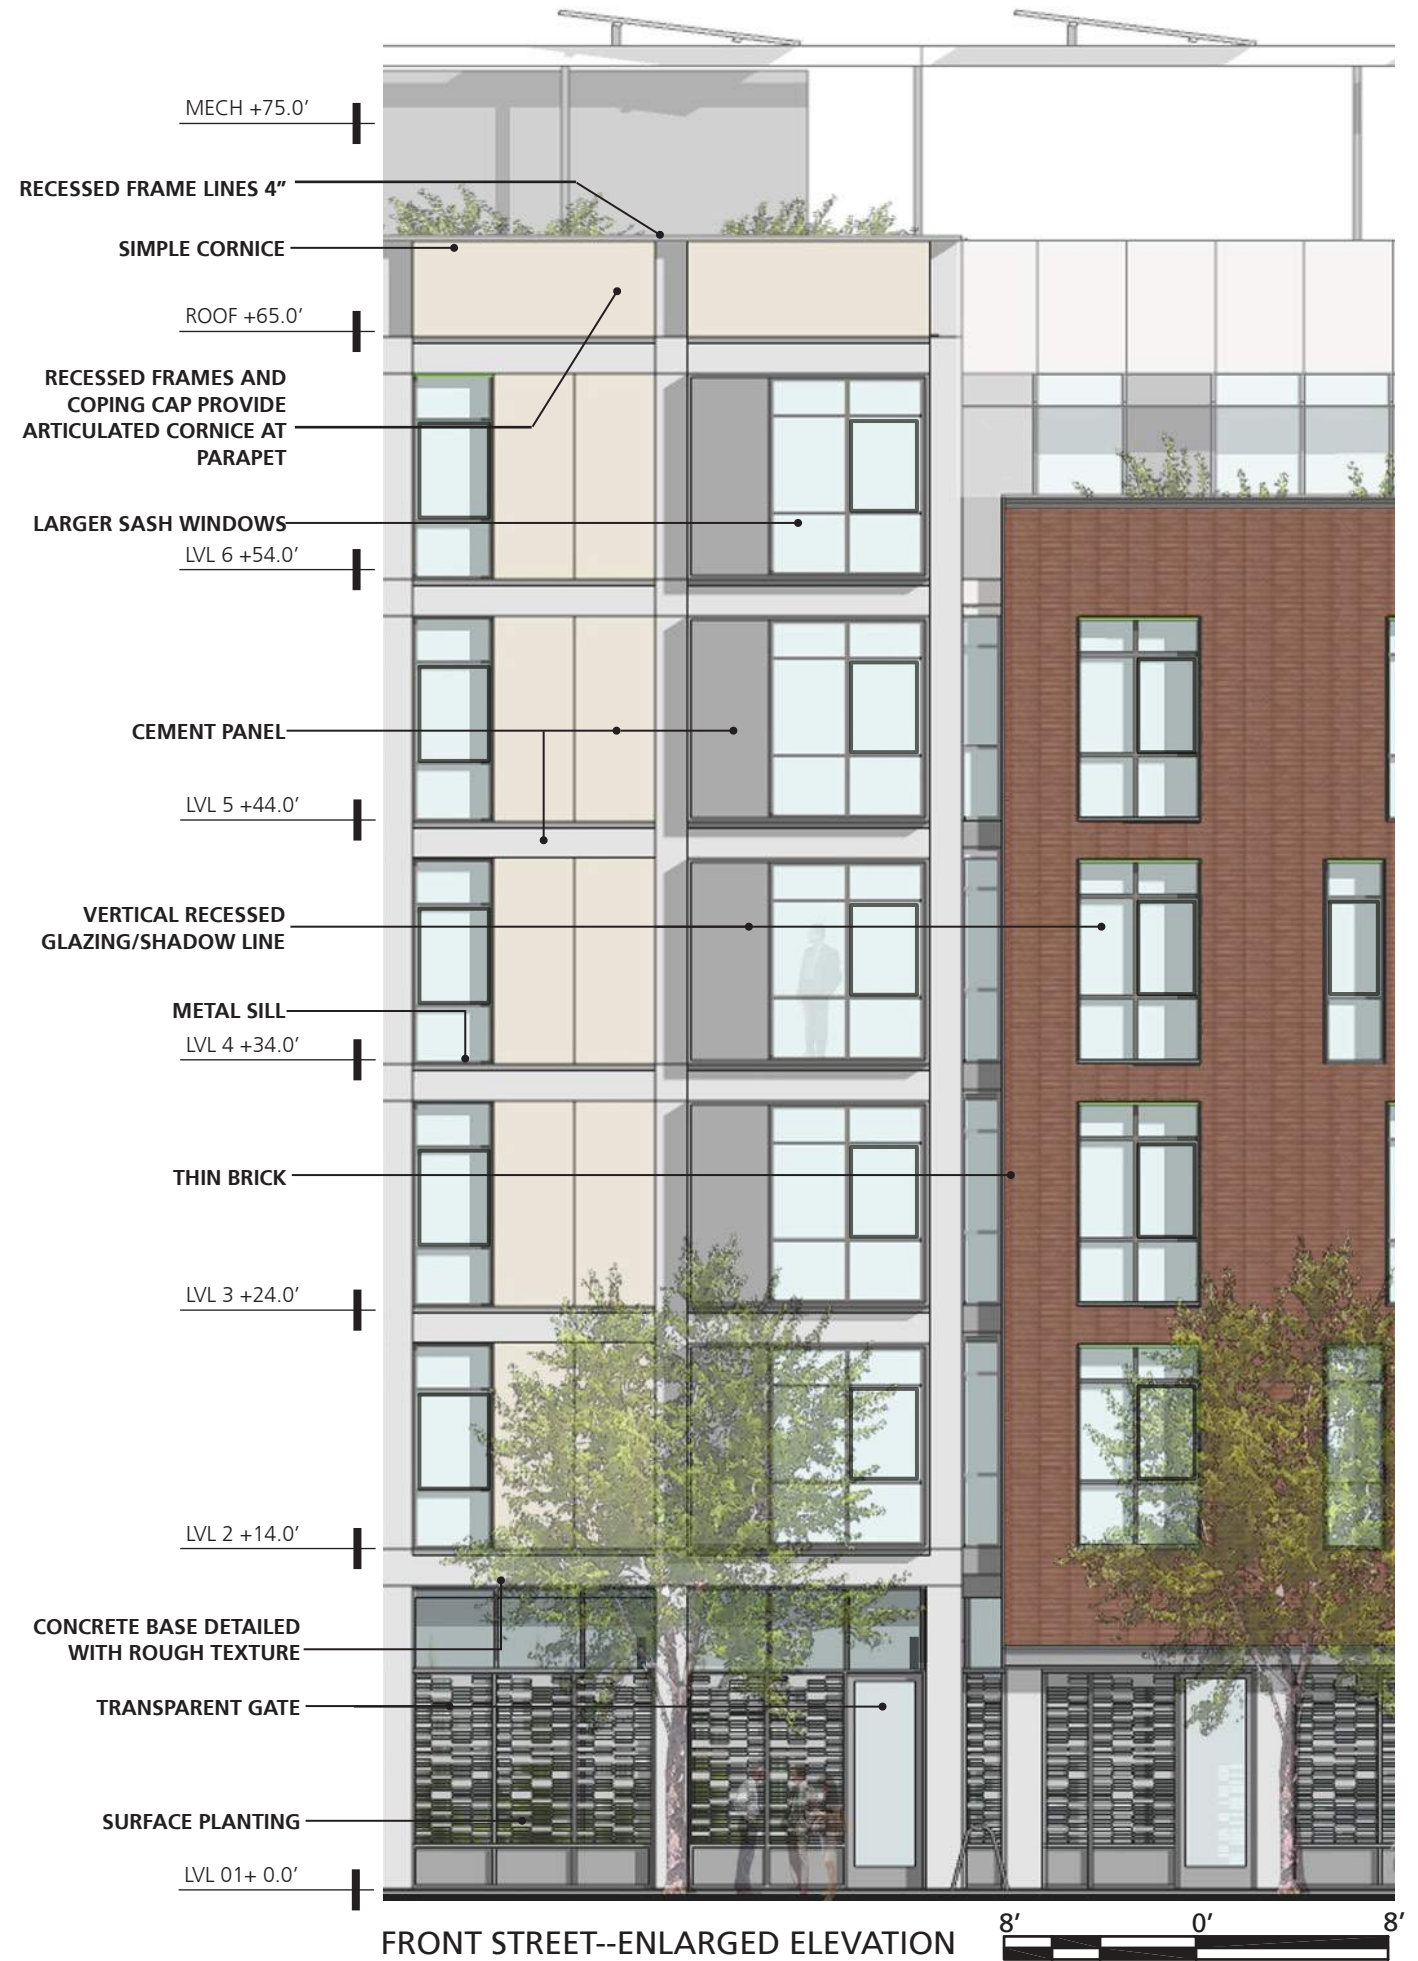 MECH +75.0’
RECESSED FRAME LINES 4”
SIMPLE CORNICE
ROOF +65.0’
RECESSED FRAMES AND
COPING CAP PROVIDE
ARTICULATED CORNICE AT
PARAPET
LARGER SASH WINDOWS
LVL 6 +54.0’
CEMENT PANEL
LVL 5 +44.0’
VERTICAL RECESSED
GLAZING/SHADOW LINE
METAL SILL
LVL 4 +34.0’
THIN BRICK
LVL 3 +24.0’
LVL 2 +14.0’
CONCRETE BASE DETAILED
WITH ROUGH TEXTURE
TRANSPARENT GATE
SURFACE PLANTING
LVL 01+ 0.0’
FRONT STREET--ENLARGED ELEVATION
8’ 0’ 8’